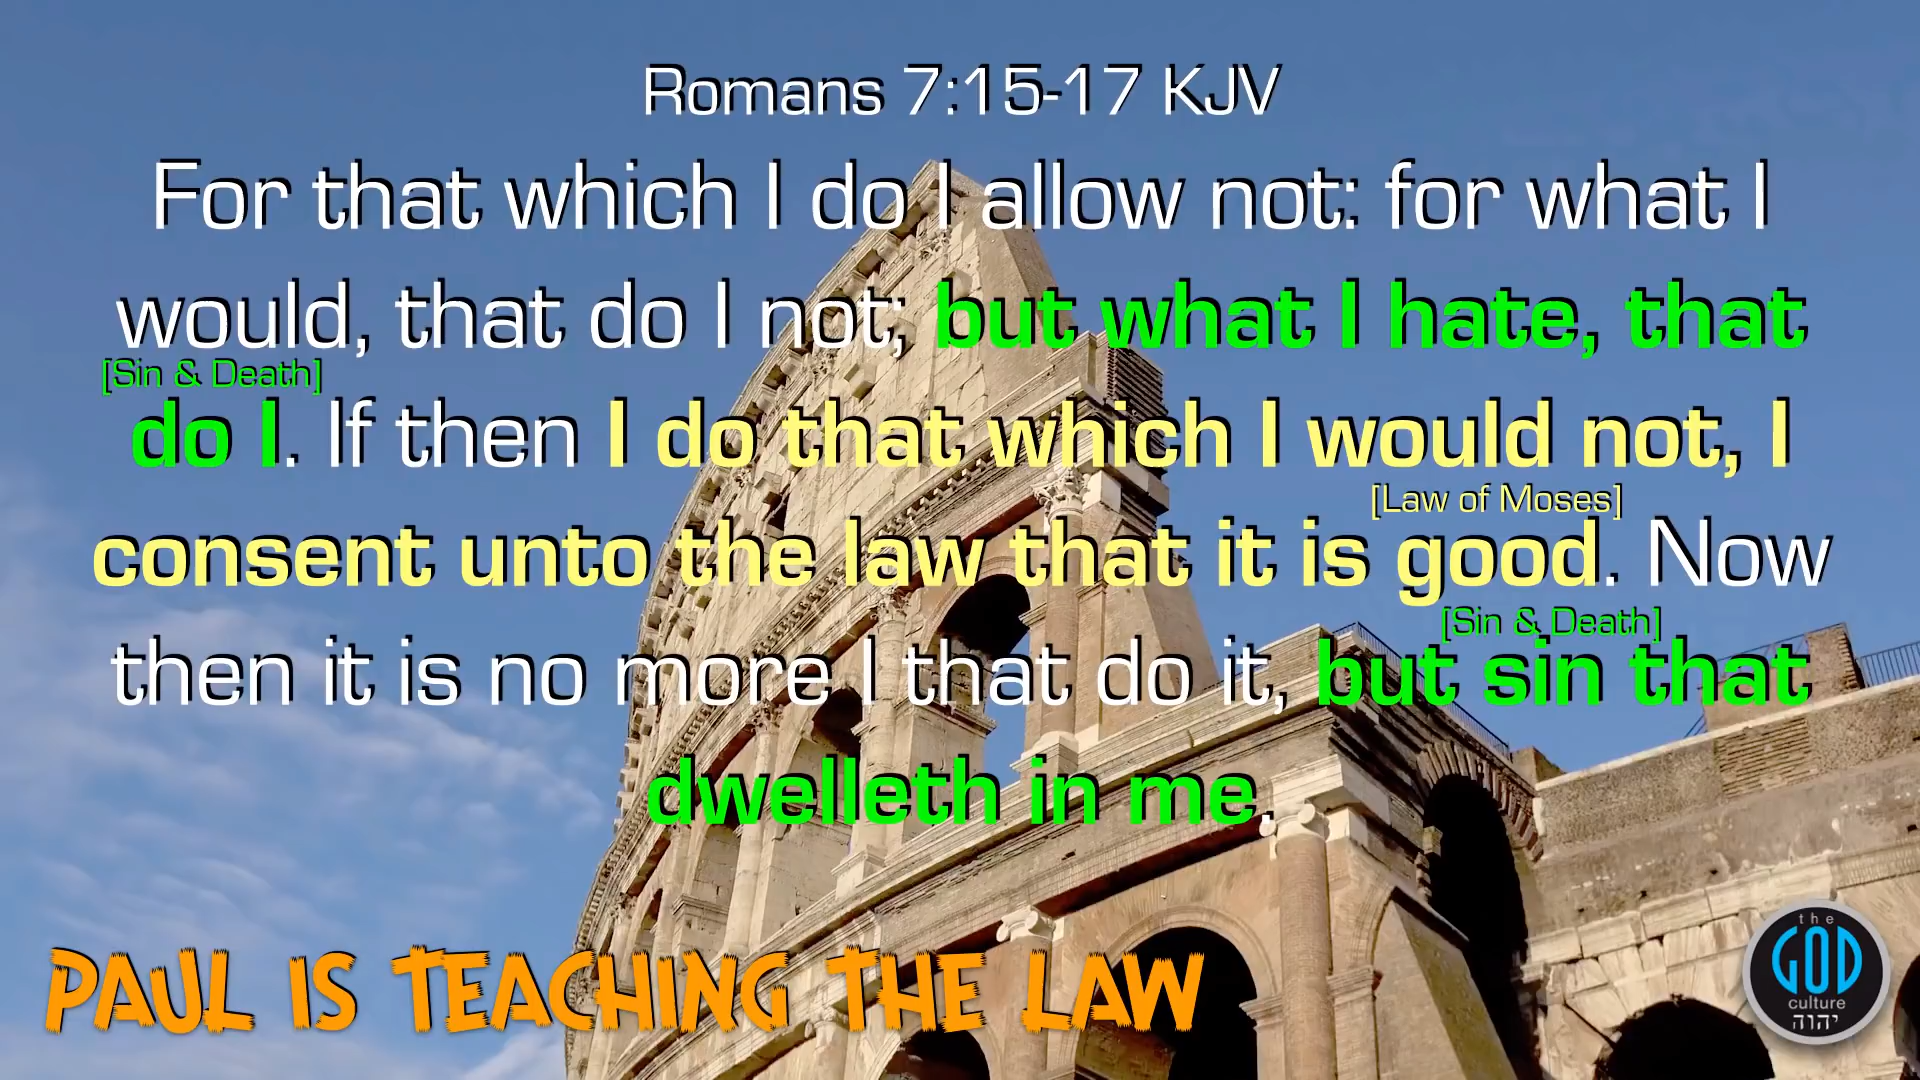 Romans 7:15-17 KJV
For that which I do I allow not: for what I
would, that do I not; but what I hate, that
[Sin & Death]
do I. If then I do that which I would not, I
[Law of Moses]
consent unto the law that it is good. Now
[Sin & Death]
then it is no more I that do it, but sin that
dwelleth in me.
PAUL IS TEACHING THE LAW
the
GOD
culture
יהוה